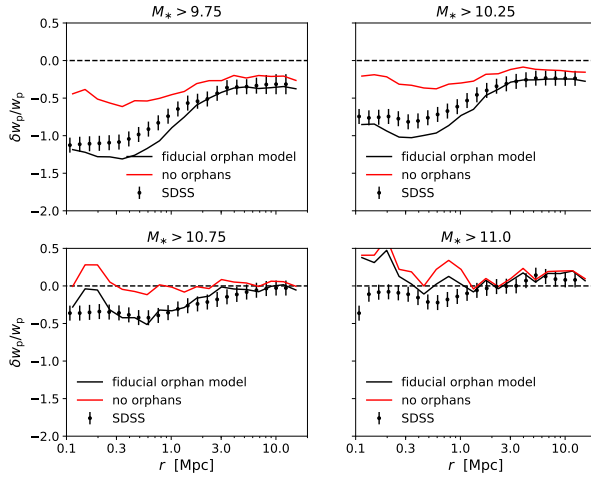 M* > 9.75
M* > 10.25
0.5
0.0
−0.5
−1.0
−1.5
−2.0
δwp/wp
fiducial orphan model
no orphans
SDSS
fiducial orphan model
no orphans
SDSS
M* > 10.75
M* > 11.0
0.5
0.0
−0.5
−1.0
−1.5
−2.0
δwp/wp
fiducial orphan model
no orphans
SDSS
fiducial orphan model
no orphans
SDSS
0.1 0.3 1.0 3.0 10.0
0.1 0.3 1.0 3.0 10.0
r [Mpc]
r [Mpc]